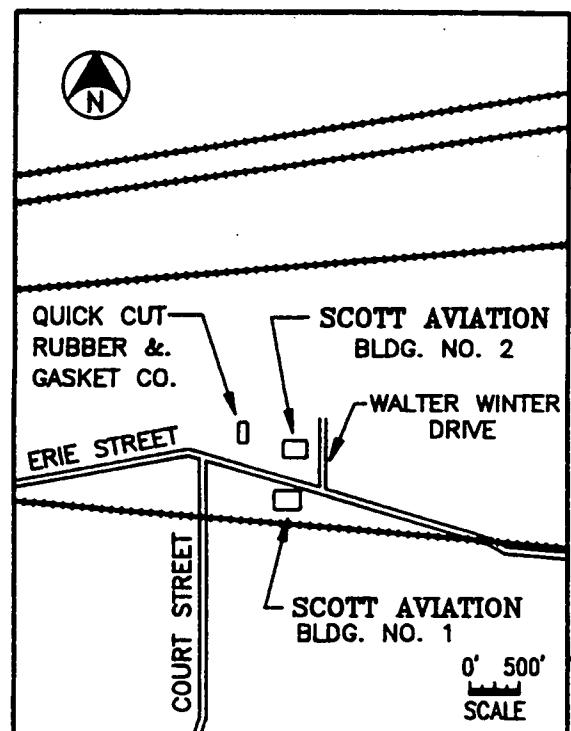 N
QUICK CUT
RUBBER &.
GASKET CO.
SCOTT AVIATION
BLDG. NO. 2
WALTER WINTER
DRIVE
ERIE STREET
COURT STREET
SCOTT AVIATION
BLDG. NO. 1
0' 500'
SCALE